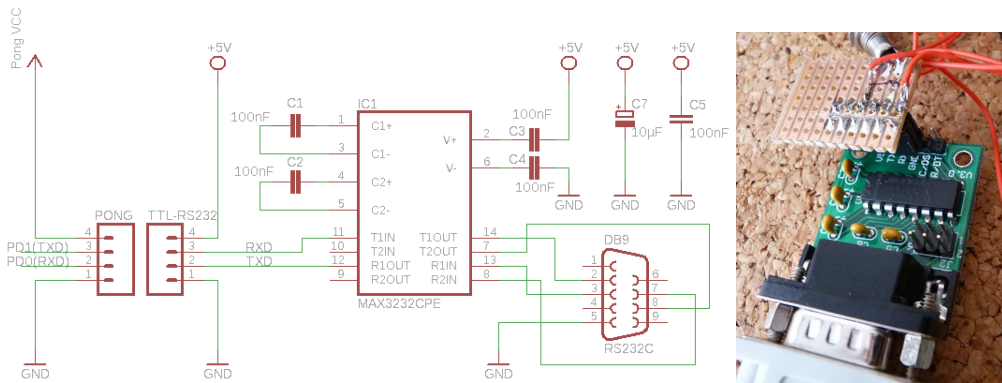 Pong VCC
+5V
+5V
+5V
+5V
C1
100nF
C2
100nF
IC1
1 C1+
3 C1-
4 C2+
5 C2-
V+ 2
V- 6
C3
100nF
C4
100nF
GND
C7
+
10µF
GND
C5
100nF
GND
PONG
4
PD1(TXD) 3
PD0(RXD) 2
1
GND
TTL-RS232
4
3 RXD
2 TXD
1
GND
11 T1IN
10 T2IN
12 R1OUT
9 R2OUT
T1OUT 14
T2OUT 7
R1IN 13
R2IN 8
MAX3232CPE
GND
DB9
1
2
3
4
5
6
7
8
9
RS232C
GND